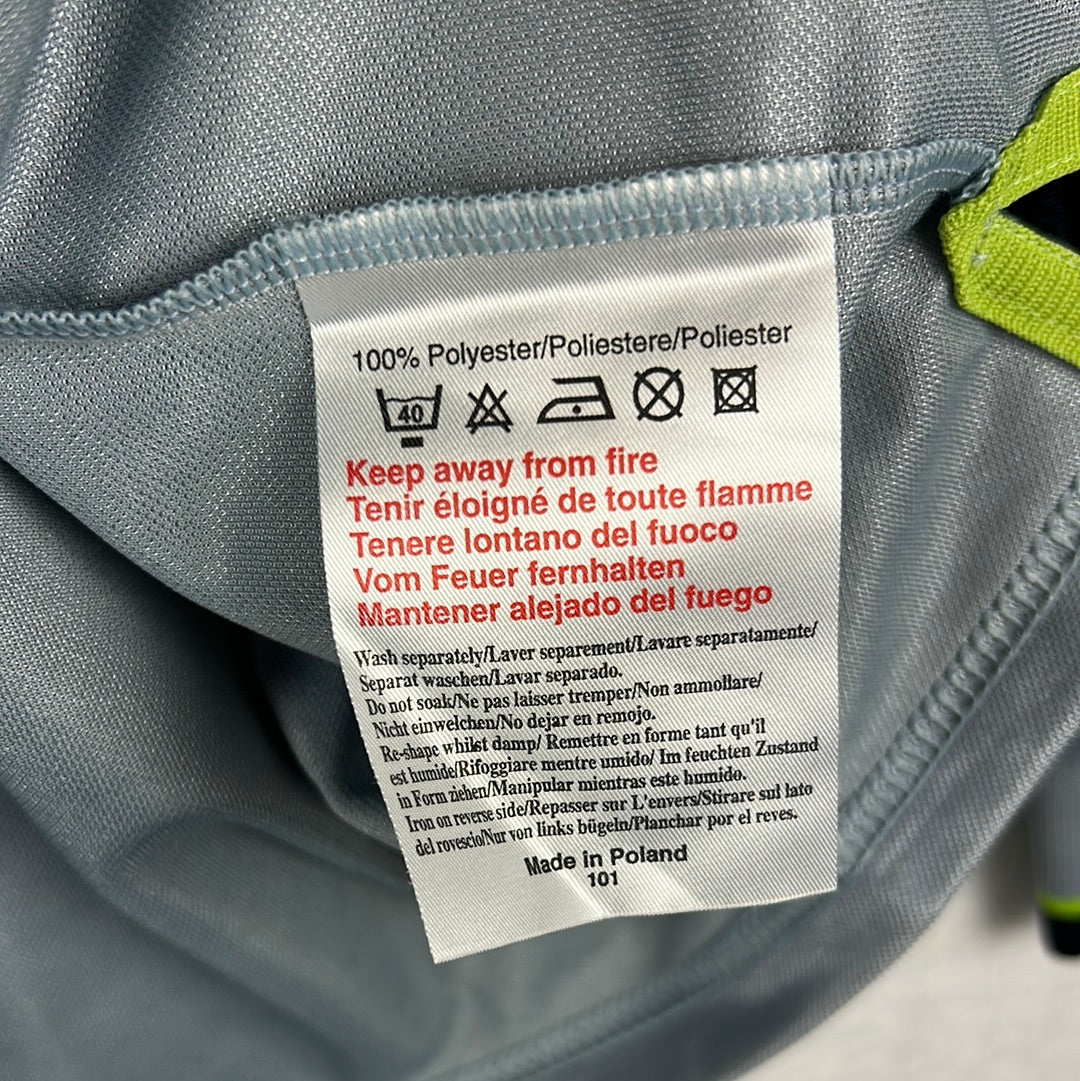 100% Polyester/Poliestere/Poliester
40
Keep away from fire
Tenir éloigné de toute flamme
Tenere lontano del fuoco
Vom Feuer fernhalten
Mantener alejado del fuego
Wash separately/Laver separement/Lavare separatamente/
Separat waschen/Lavar separado.
Do not soak/Ne pas laisser tremper/Non ammollare/
Nicht einwelchen/No dejar en remojo.
Re-shape whilst damp/ Remettre en forme tant qu'il
est humide/Rifoggiare mentre umido/ Im feuchten Zustand
in Form ziehen/Manipular mientras este humido.
Iron on reverse side/Repasser sur L'envers/Stirare sul lato
del rovescio/Nur von links bügeln/Planchar por el reves.
Made in Poland
101